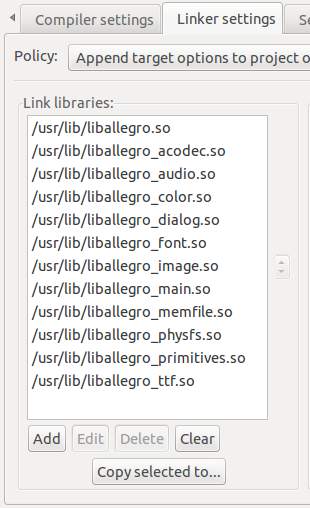 Compiler settings Linker settings Se
Policy: Append target options to project o
Link libraries:
/usr/lib/liballegro.so
/usr/lib/liballegro_acodec.so
/usr/lib/liballegro_audio.so
/usr/lib/liballegro_color.so
/usr/lib/liballegro_dialog.so
/usr/lib/liballegro_font.so
/usr/lib/liballegro_image.so
/usr/lib/liballegro_main.so
/usr/lib/liballegro_memfile.so
/usr/lib/liballegro_physfs.so
/usr/lib/liballegro_primitives.so
/usr/lib/liballegro_ttf.so
Add Edit Delete Clear
Copy selected to...